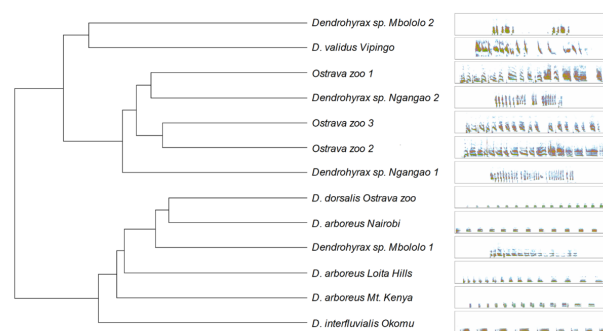 Dendrohyrax sp. Mbololo 2
D. validus Vipingo
Ostrava zoo 1
Dendrohyrax sp. Ngangao 2
Ostrava zoo 3
Ostrava zoo 2
Dendrohyrax sp. Ngangao 1
D. dorsalis Ostrava zoo
D. arboreus Nairobi
Dendrohyrax sp. Mbololo 1
D. arboreus Loita Hills
D. arboreus Mt. Kenya
D. interfluvialis Okomu